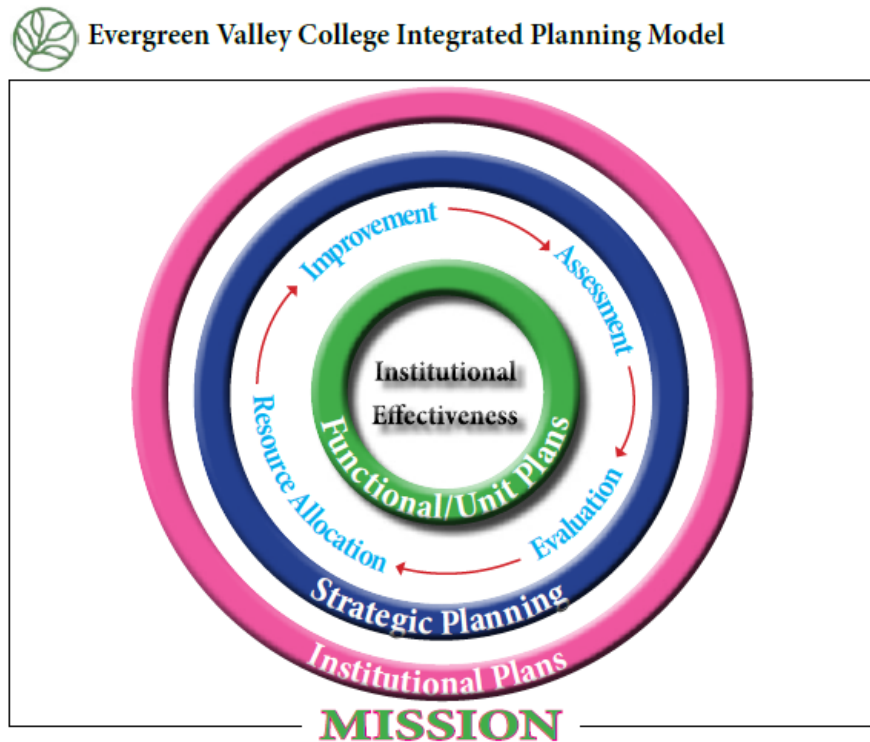 Evergreen Valley College Integrated Planning Model
Improvement
Assessment
Institutional
Effectiveness
Functional/Unit Plans
Resource Allocation
Evaluation
Strategic Planning
Institutional Plans
MISSION